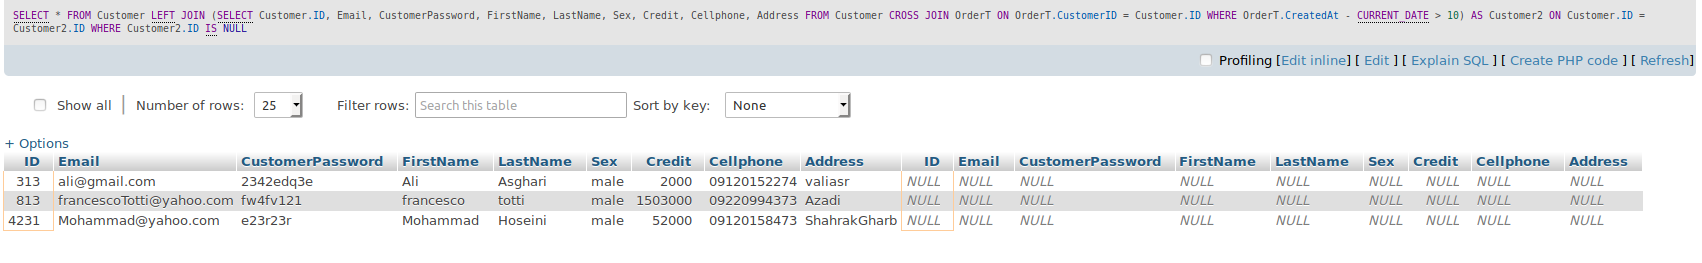 SELECT * FROM Customer LEFT JOIN (SELECT Customer.ID, Email, CustomerPassword, FirstName, LastName, Sex, Credit, Cellphone, Address FROM Customer CROSS JOIN OrderT ON OrderT.CustomerID = Customer.ID WHERE OrderT.CreatedAt - CURRENT_DATE > 10) AS Customer2 ON Customer.ID =
Customer2.ID WHERE Customer2.ID IS NULL
Profiling [Edit inline] [ Edit ] [ Explain SQL ] [ Create PHP code ] [ Refresh]
Show all | Number of rows: 25 Filter rows: Search this table Sort by key: None
+ Options
ID Email CustomerPassword FirstName LastName Sex Credit Cellphone Address ID Email CustomerPassword FirstName LastName Sex Credit Cellphone Address
313 ali@gmail.com 2342edq3e Ali Asghari male 2000 09120152274 valiasr NULL NULL NULL NULL NULL NULL NULL NULL NULL
813 francescoTotti@yahoo.com fw4fv121 francesco totti male 1503000 09220994373 Azadi NULL NULL NULL NULL NULL NULL NULL NULL NULL
4231 Mohammad@yahoo.com e23r23r Mohammad Hoseini male 52000 09120158473 ShahrakGharb NULL NULL NULL NULL NULL NULL NULL NULL NULL